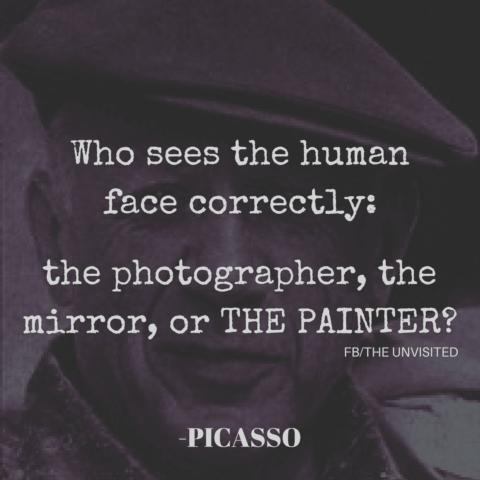 Who sees the human
face correctly:
the photographer, the
mirror, or THE PAINTER?
FB/THE UNVISITED
-PICASSO